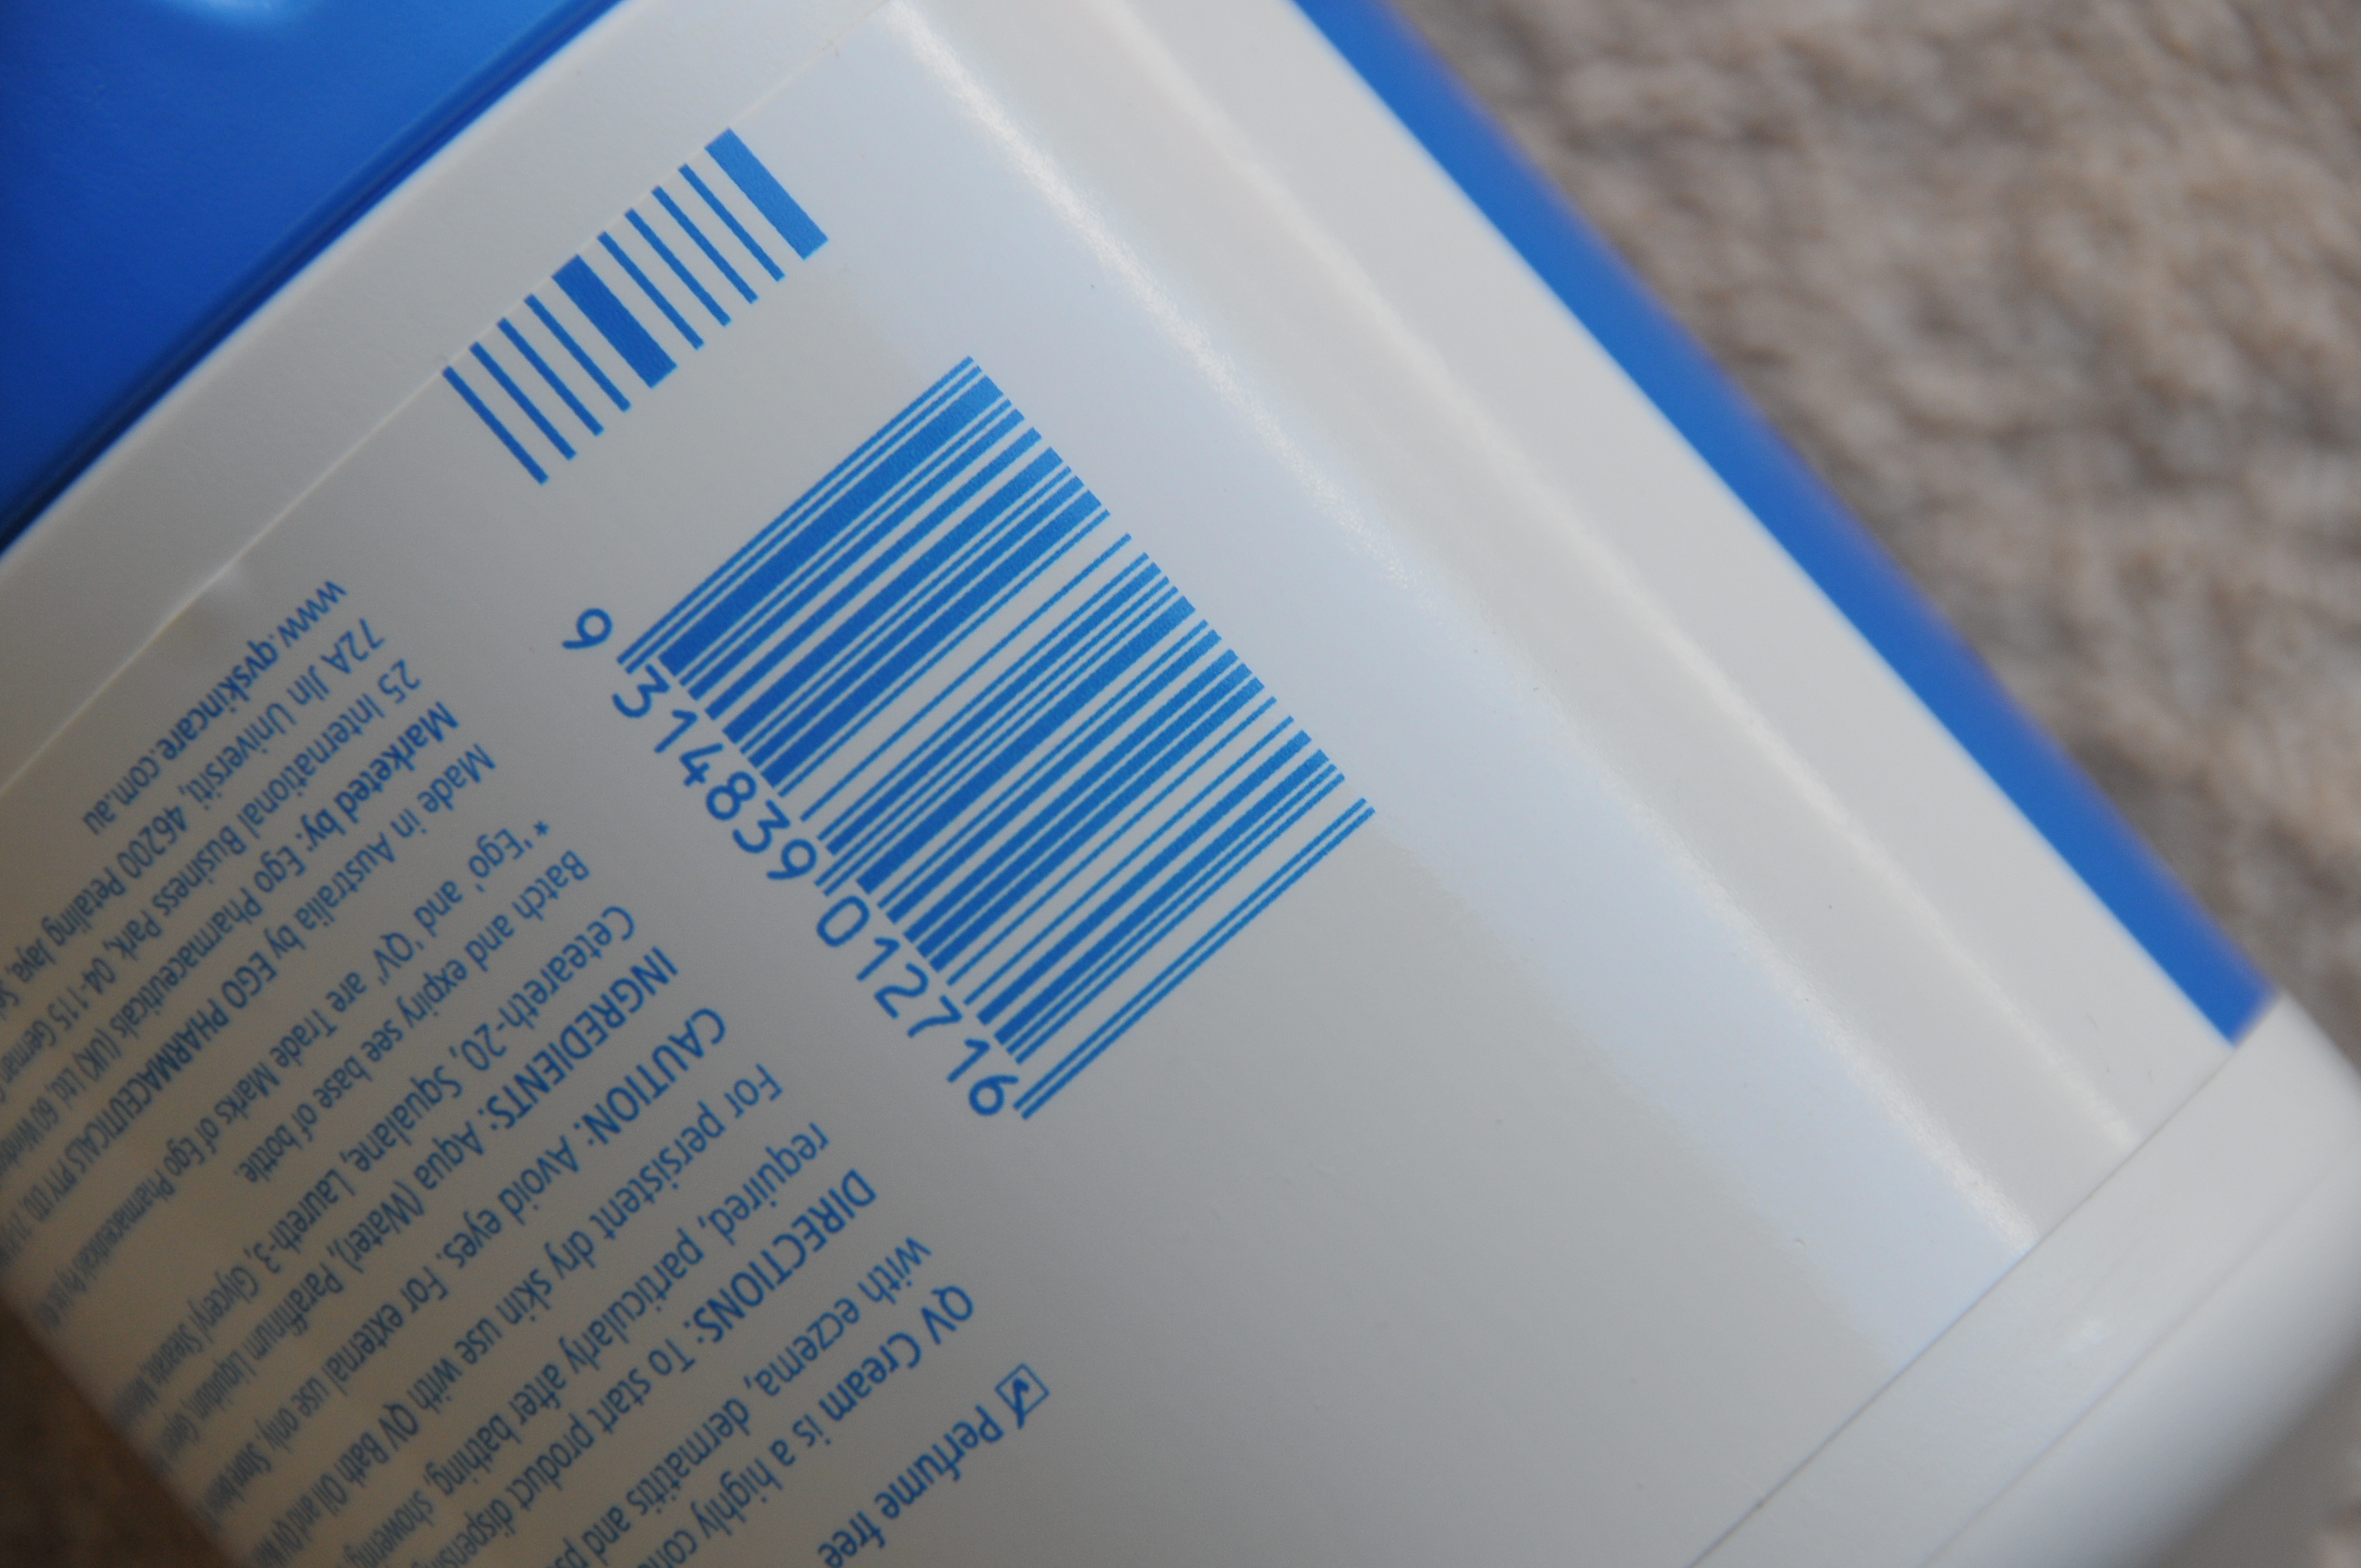 ☑ Perfume free
QV Cream is a highly
with eczema, dermatitis and
DIRECTIONS: To start product
required, particularly after bathing, showering
For persistent dry skin use with QV Bath Oil and QV
CAUTION: Avoid eyes. For external use only. Store
INGREDIENTS: Aqua (Water), Paraffinum Liquidum,
Ceteareth-20, Squalane, Laureth-3, Glyceryl
Batch and expiry see base of bottle.
*'Ego' and 'QV' are Trade Marks of Ego Pharmaceuticals Pty Ltd
Made in Australia by EGO PHARMACEUTICALS PTY LTD,
Marketed by: Ego Pharmaceuticals (UK) Ltd, 60
25 International Business Park, 04-115 German
72A Jln Universiti, 46200 Petaling Jaya,
www.qvskincare.com.au
9 314839 012716